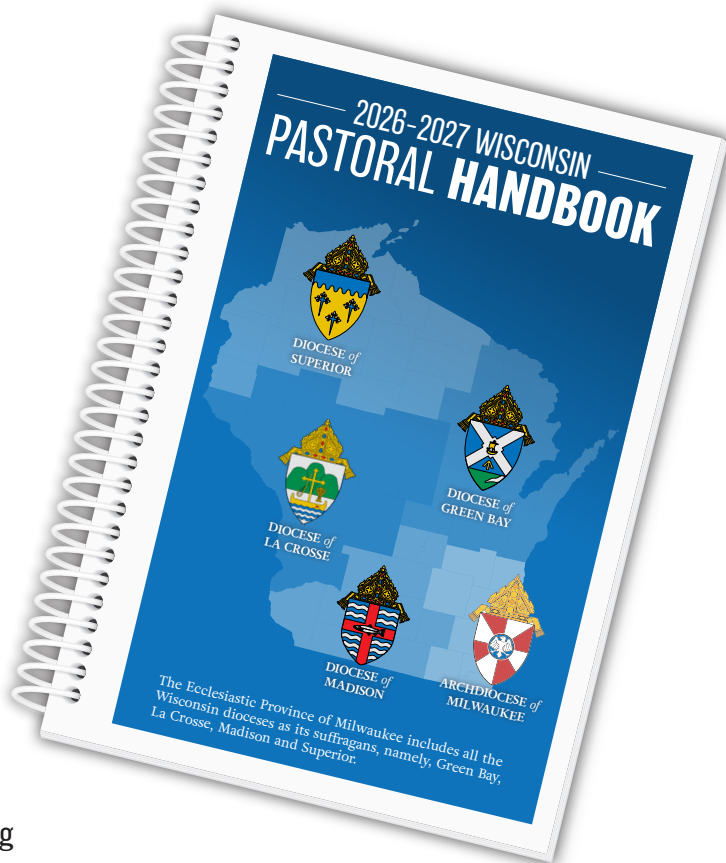 2026-2027 WISCONSIN
PASTORAL HANDBOOK
DIOCESE of
SUPERIOR
DIOCESE of
GREEN BAY
DIOCESE of
LA CROSSE
DIOCESE of
MADISON
ARCHDIOCESE of
MILWAUKEE
The Ecclesiastic Province of Milwaukee includes all the
Wisconsin dioceses as its suffragans, namely, Green Bay,
La Crosse, Madison and Superior.
g